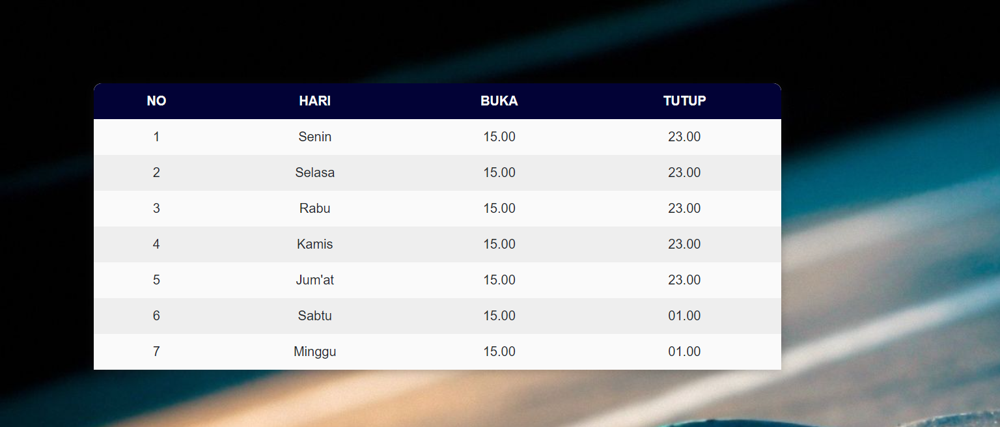 NO HARI BUKA TUTUP
1 Senin 15.00 23.00
2 Selasa 15.00 23.00
3 Rabu 15.00 23.00
4 Kamis 15.00 23.00
5 Jum'at 15.00 23.00
6 Sabtu 15.00 01.00
7 Minggu 15.00 01.00